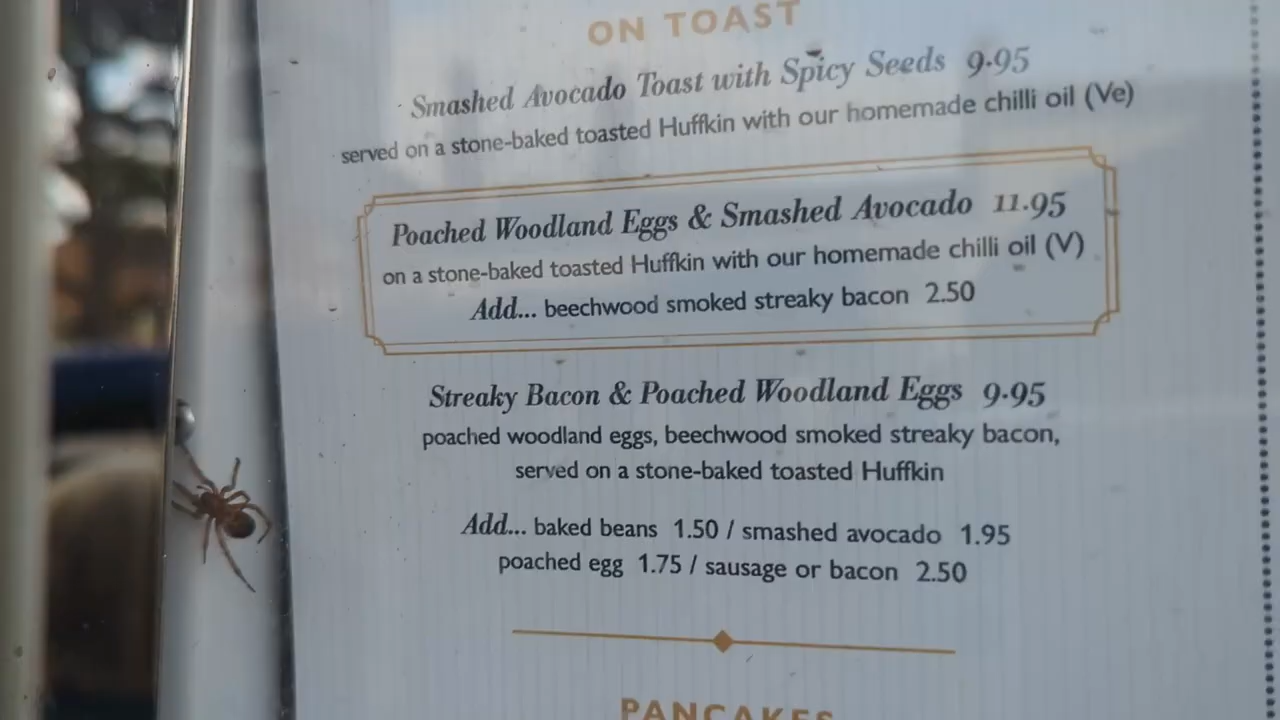 ON TOAST
Smashed Avocado Toast with Spicy Seeds 9.95
served on a stone-baked toasted Huffkin with our homemade chilli oil (Ve)
Poached Woodland Eggs & Smashed Avocado 11.95
on a stone-baked toasted Huffkin with our homemade chilli oil (V)
Add... beechwood smoked streaky bacon 2.50
Streaky Bacon & Poached Woodland Eggs 9.95
poached woodland eggs, beechwood smoked streaky bacon,
served on a stone-baked toasted Huffkin
Add... baked beans 1.50 / smashed avocado 1.95
poached egg 1.75 / sausage or bacon 2.50
PANCAKES